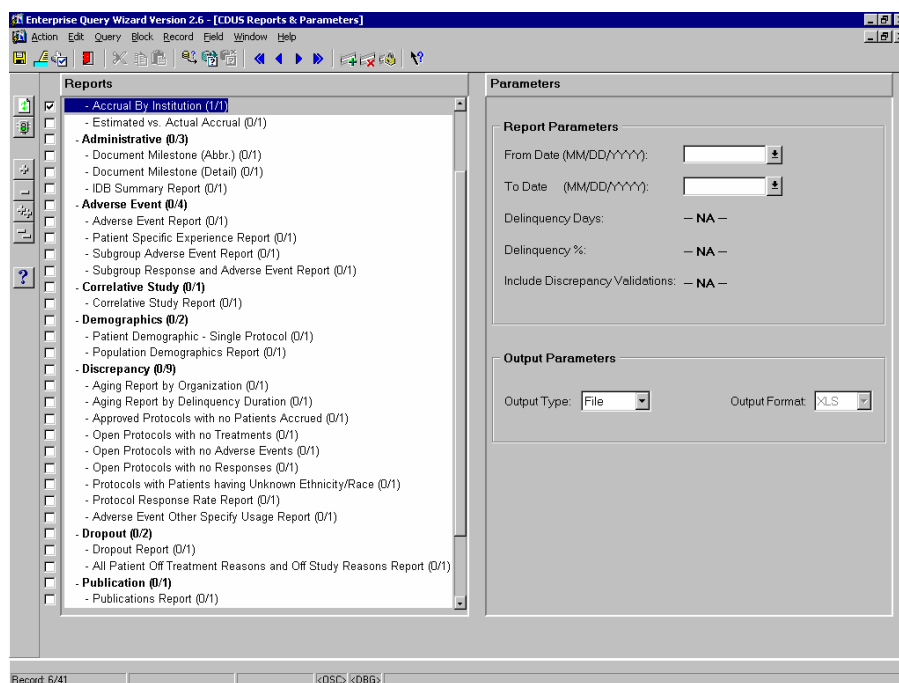 Enterprise Query Wizard Version 2.6 - [CDUS Reports & Parameters]
Action Edit Query Block Record Field Window Help
Reports
- Accrual By Institution (1/1)
- Estimated vs. Actual Accrual (0/1)
- Administrative (0/3)
- Document Milestone (Abbr.) (0/1)
- Document Milestone (Detail) (0/1)
- IDB Summary Report (0/1)
- Adverse Event (0/4)
- Adverse Event Report (0/1)
- Patient Specific Experience Report (0/1)
- Subgroup Adverse Event Report (0/1)
- Subgroup Response and Adverse Event Report (0/1)
- Correlative Study (0/1)
- Correlative Study Report (0/1)
- Demographics (0/2)
- Patient Demographic - Single Protocol (0/1)
- Population Demographics Report (0/1)
- Discrepancy (0/9)
- Aging Report by Organization (0/1)
- Aging Report by Delinquency Duration (0/1)
- Approved Protocols with no Patients Accrued (0/1)
- Open Protocols with no Treatments (0/1)
- Open Protocols with no Adverse Events (0/1)
- Open Protocols with no Responses (0/1)
- Protocols with Patients having Unknown Ethnicity/Race (0/1)
- Protocol Response Rate Report (0/1)
- Adverse Event Other Specify Usage Report (0/1)
- Dropout (0/2)
- Dropout Report (0/1)
- All Patient Off Treatment Reasons and Off Study Reasons Report (0/1)
- Publication (0/1)
- Publications Report (0/1)
Parameters
Report Parameters
From Date (MM/DD/YYYY):
To Date (MM/DD/YYYY):
Delinquency Days: -- NA --
Delinquency %: -- NA --
Include Discrepancy Validations: -- NA --
Output Parameters
Output Type: File Output Format: XLS
Record: 6/41 <OSC> <DBG>